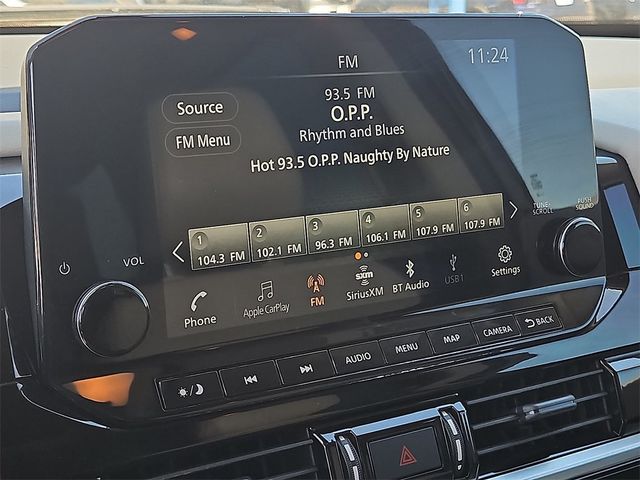 FM
11:24
93.5 FM
O.P.P.
Rhythm and Blues
Hot 93.5 O.P.P. Naughty By Nature
Source
FM Menu
1
104.3 FM
2
102.1 FM
3
96.3 FM
4
106.1 FM
5
107.9 FM
6
107.9 FM
VOL
TUNE·
SCROLL
PUSH
SOUND
Phone
Apple CarPlay
FM
sxm
SiriusXM
BT Audio
USB1
Settings
AUDIO
MENU
MAP
CAMERA
BACK